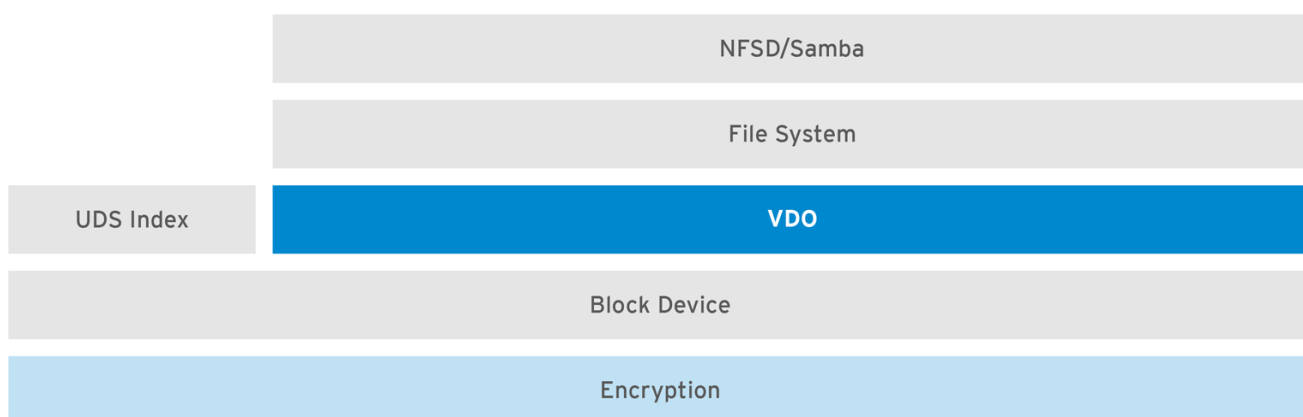 NFSD/Samba
File System
UDS Index
VDO
Block Device
Encryption